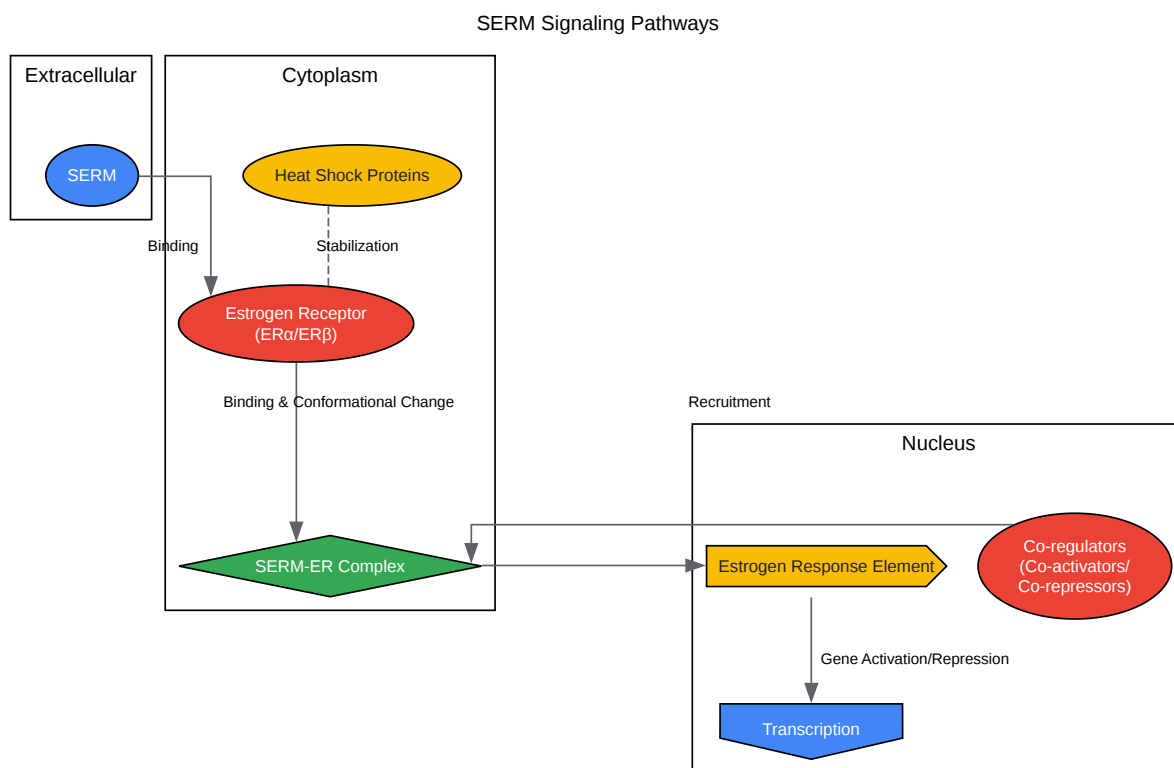 SERM Signaling Pathways
Extracellular
Cytoplasm
SERM
Heat Shock Proteins
Binding
Stabilization
Estrogen Receptor
(ERα/ERβ)
Binding & Conformational Change
Recruitment
Nucleus
SERM-ER Complex
Estrogen Response Element
Co-regulators
(Co-activators/
Co-repressors)
Gene Activation/Repression
Transcription